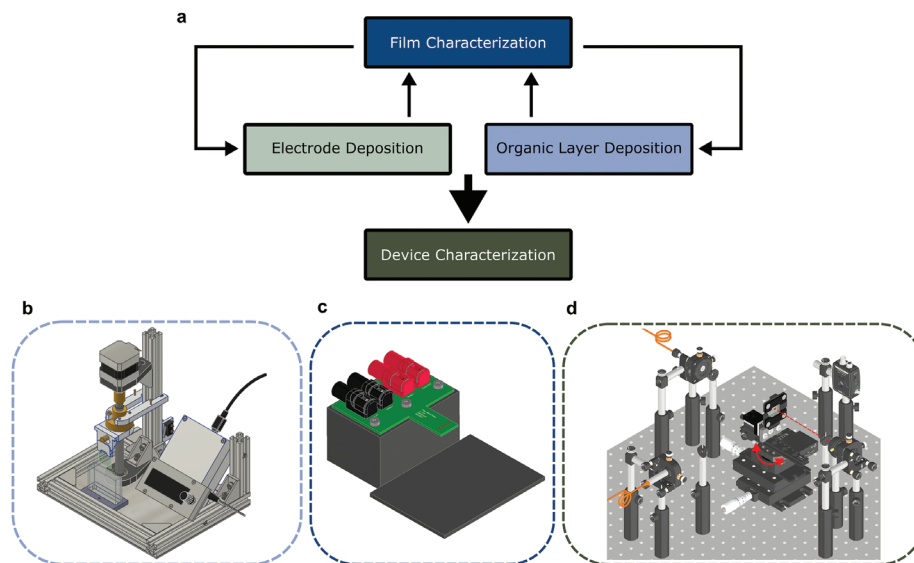 a
Film Characterization
Electrode Deposition
Organic Layer Deposition
Device Characterization
b
c
d